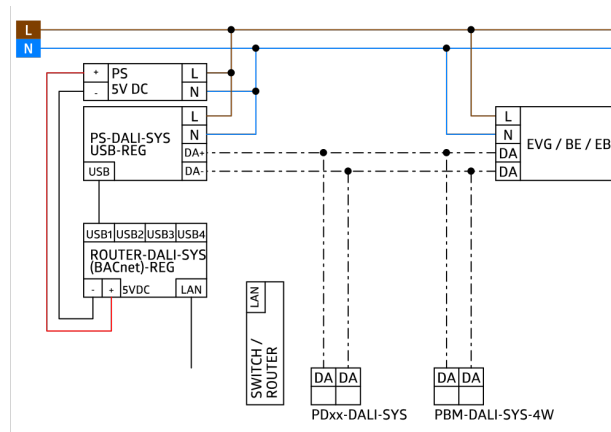 L
N
+ PS L
- 5V DC N
L
PS-DALI-SYS N
USB-REG DA+
USB DA-
L
N
DA EVG / BE / EB
DA
USB1 USB2 USB3 USB4
ROUTER-DALI-SYS
(BACnet)-REG
- + 5VDC LAN
LAN
SWITCH /
ROUTER
DA DA
PDxx-DALI-SYS
DA DA
PBM-DALI-SYS-4W